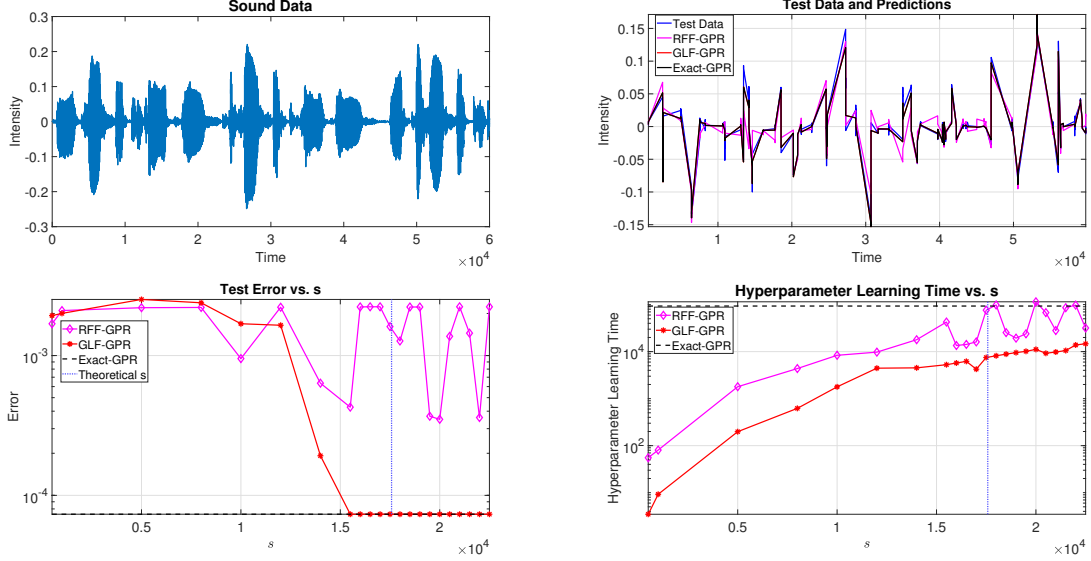 Sound Data
0.3
0.2
0.1
0
-0.1
-0.2
-0.3
Intensity
0 1 2 3 4 5 6
Time
×10^4
Test Data and Predictions
0.15
0.1
0.05
0
-0.05
-0.1
-0.15
Intensity
Test Data
RFF-GPR
GLF-GPR
Exact-GPR
1 2 3 4 5
Time
×10^4
Test Error vs. s
10^-3
10^-4
Error
RFF-GPR
GLF-GPR
Exact-GPR
Theoretical s
0.5 1 1.5 2
s
×10^4
Hyperparameter Learning Time vs. s
10^4
10^2
Hyperparameter Learning Time
RFF-GPR
GLF-GPR
Exact-GPR
0.5 1 1.5 2
s
×10^4